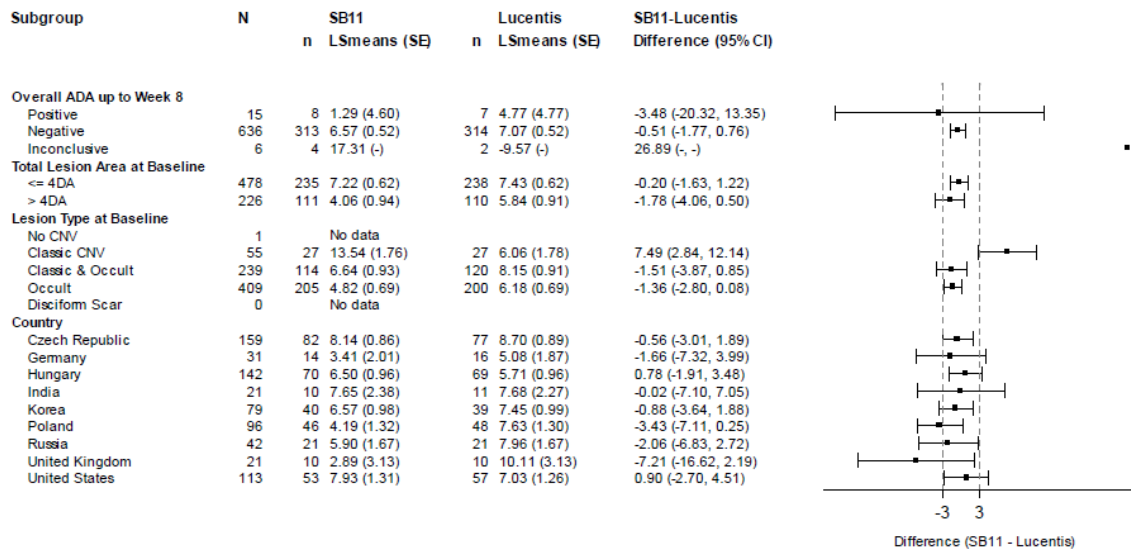 Subgroup N SB11 Lucentis SB11-Lucentis
n LSmeans (SE) n LSmeans (SE) Difference (95% CI)
Overall ADA up to Week 8
Positive 15 8 1.29 (4.60) 7 4.77 (4.77) -3.48 (-20.32, 13.35)
Negative 636 313 6.57 (0.52) 314 7.07 (0.52) -0.51 (-1.77, 0.76)
Inconclusive 6 4 17.31 (-) 2 -9.57 (-) 26.89 (-, -)
Total Lesion Area at Baseline
<= 4DA 478 235 7.22 (0.62) 238 7.43 (0.62) -0.20 (-1.63, 1.22)
> 4DA 226 111 4.06 (0.94) 110 5.84 (0.91) -1.78 (-4.06, 0.50)
Lesion Type at Baseline
No CNV 1 No data
Classic CNV 55 27 13.54 (1.76) 27 6.06 (1.78) 7.49 (2.84, 12.14)
Classic & Occult 239 114 6.64 (0.93) 120 8.15 (0.91) -1.51 (-3.87, 0.85)
Occult 409 205 4.82 (0.69) 200 6.18 (0.69) -1.36 (-2.80, 0.08)
Disciform Scar 0 No data
Country
Czech Republic 159 82 8.14 (0.86) 77 8.70 (0.89) -0.56 (-3.01, 1.89)
Germany 31 14 3.41 (2.01) 16 5.08 (1.87) -1.66 (-7.32, 3.99)
Hungary 142 70 6.50 (0.96) 69 5.71 (0.96) 0.78 (-1.91, 3.48)
India 21 10 7.65 (2.38) 11 7.68 (2.27) -0.02 (-7.10, 7.05)
Korea 79 40 6.57 (0.98) 39 7.45 (0.99) -0.88 (-3.64, 1.88)
Poland 96 46 4.19 (1.32) 48 7.63 (1.30) -3.43 (-7.11, 0.25)
Russia 42 21 5.90 (1.67) 21 7.96 (1.67) -2.06 (-6.83, 2.72)
United Kingdom 21 10 2.89 (3.13) 10 10.11 (3.13) -7.21 (-16.62, 2.19)
United States 113 53 7.93 (1.31) 57 7.03 (1.26) 0.90 (-2.70, 4.51)
-3 3
Difference (SB11 - Lucentis)